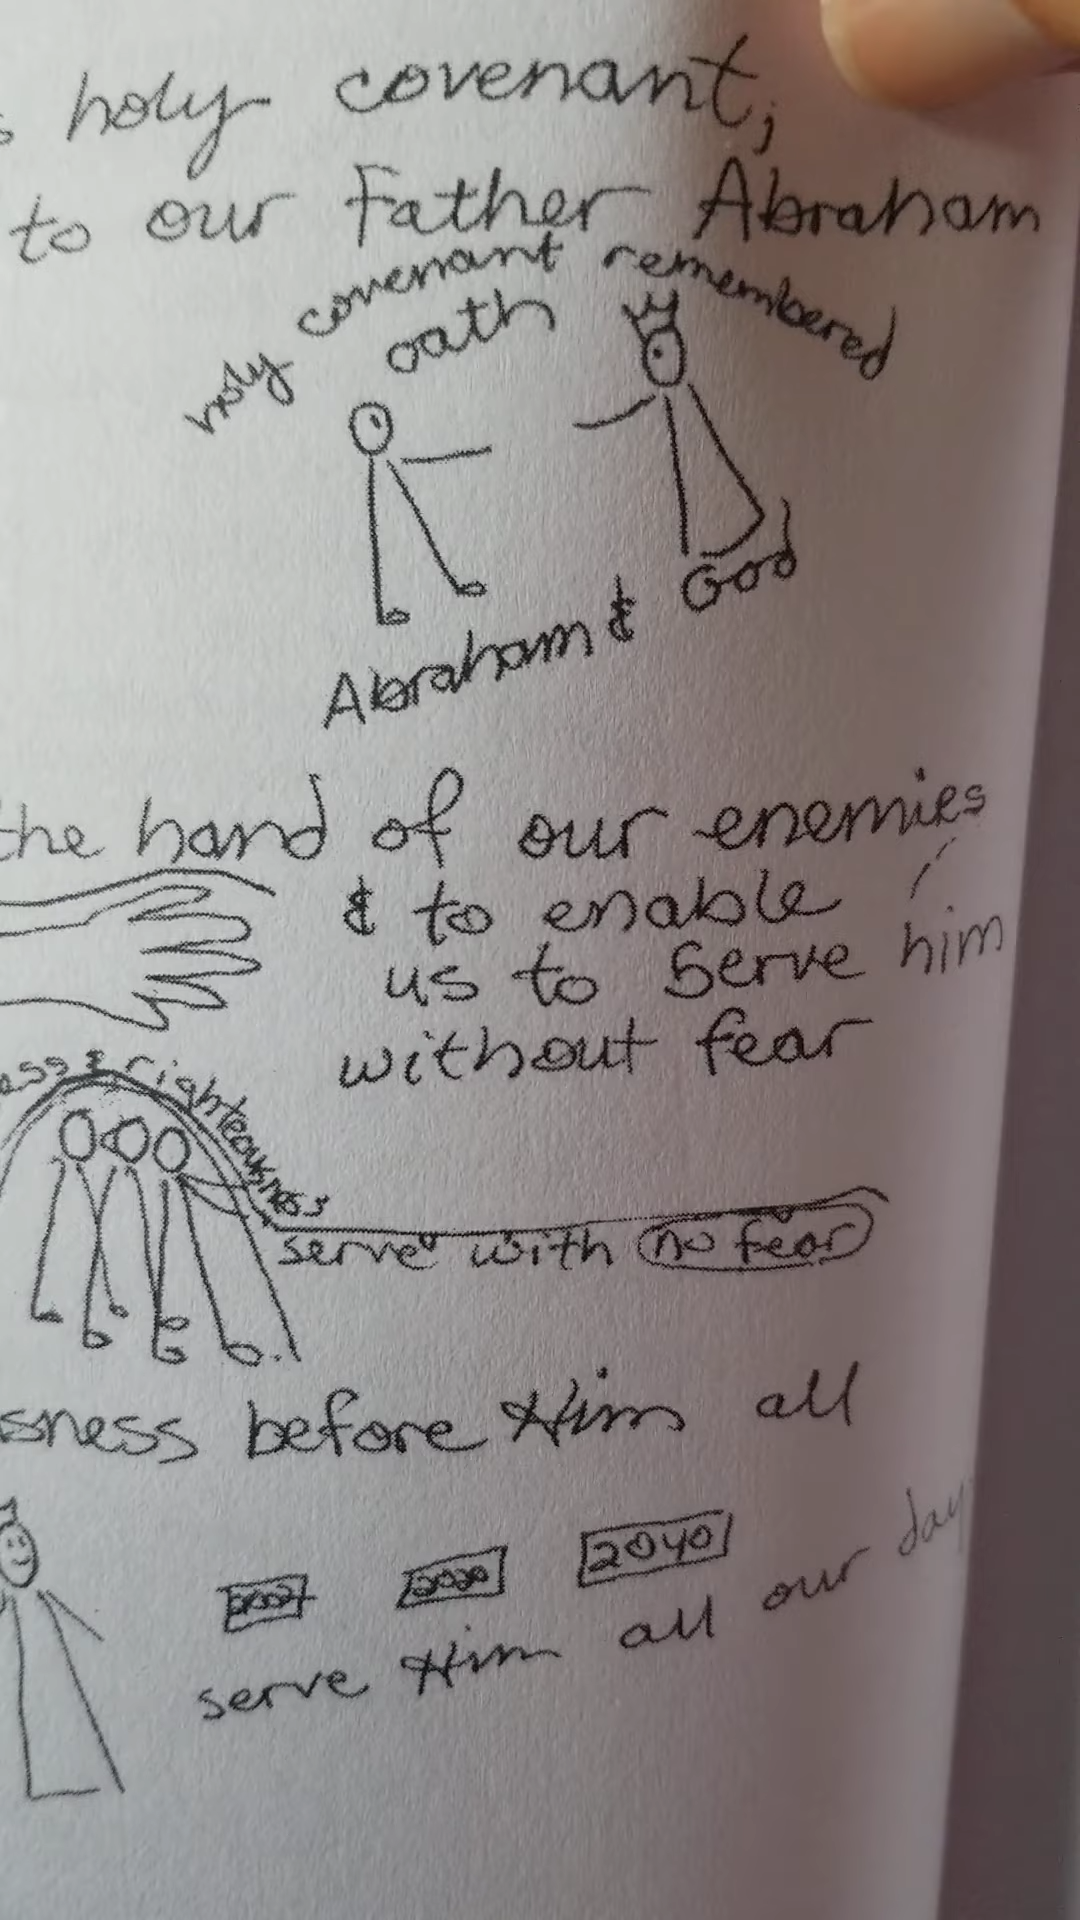 holy covenant;
to our Father Abraham
holy covenant remembered
oath
Abraham & God
the hand of our enemies
& to enable
us to serve him
without fear
ess & righteousness
serve with no fear
sness before Him all
2020 2040
serve Him all our day